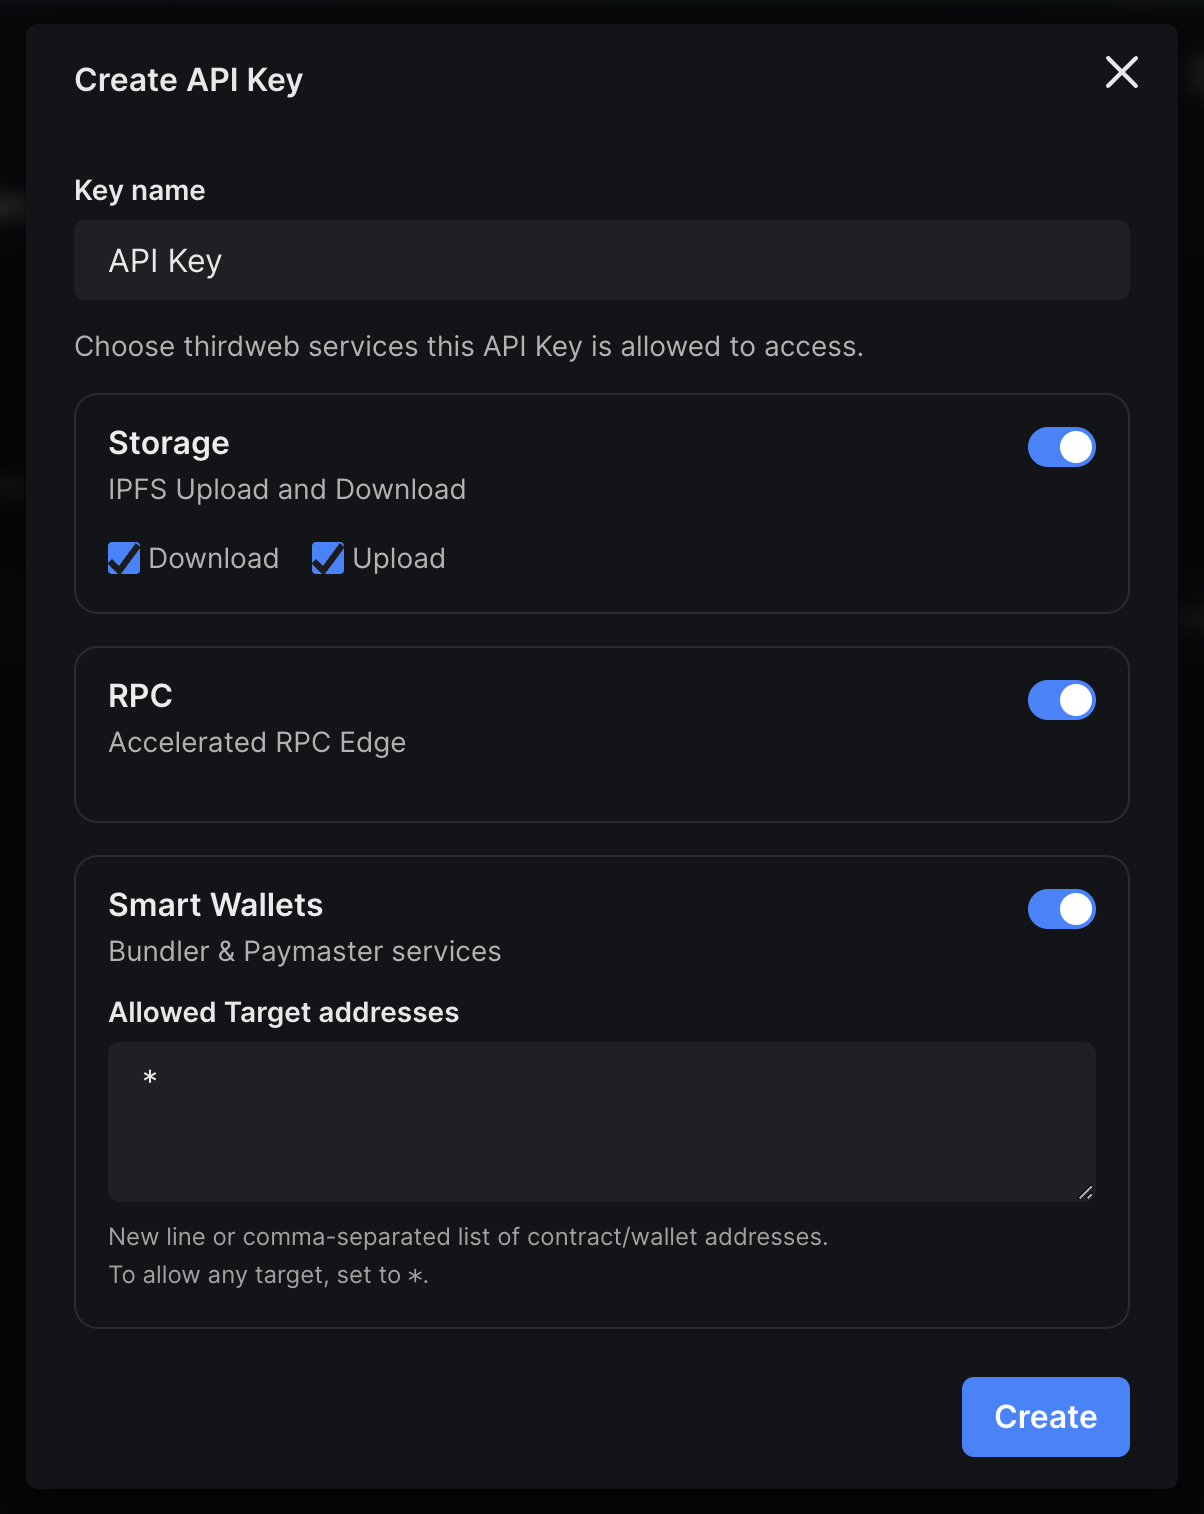 Create API Key
Key name
API Key
Choose thirdweb services this API Key is allowed to access.
Storage
IPFS Upload and Download
Download Upload
RPC
Accelerated RPC Edge
Smart Wallets
Bundler & Paymaster services
Allowed Target addresses
*
New line or comma-separated list of contract/wallet addresses.
To allow any target, set to *.
Create